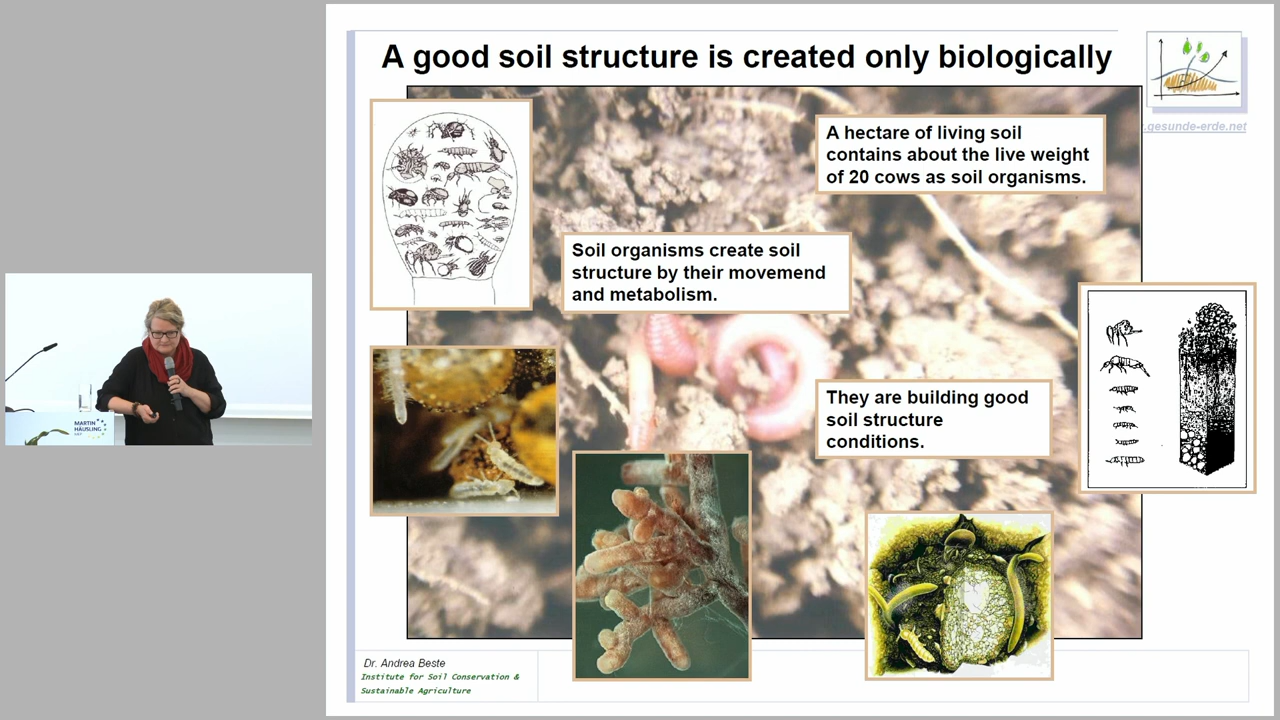 A good soil structure is created only biologically
.gesunde-erde.net
A hectare of living soil
contains about the live weight
of 20 cows as soil organisms.
Soil organisms create soil
structure by their movemend
and metabolism.
They are building good
soil structure
conditions.
MARTIN
HÄUSLING
Dr. Andrea Beste
Institute for Soil Conservation &
Sustainable Agriculture